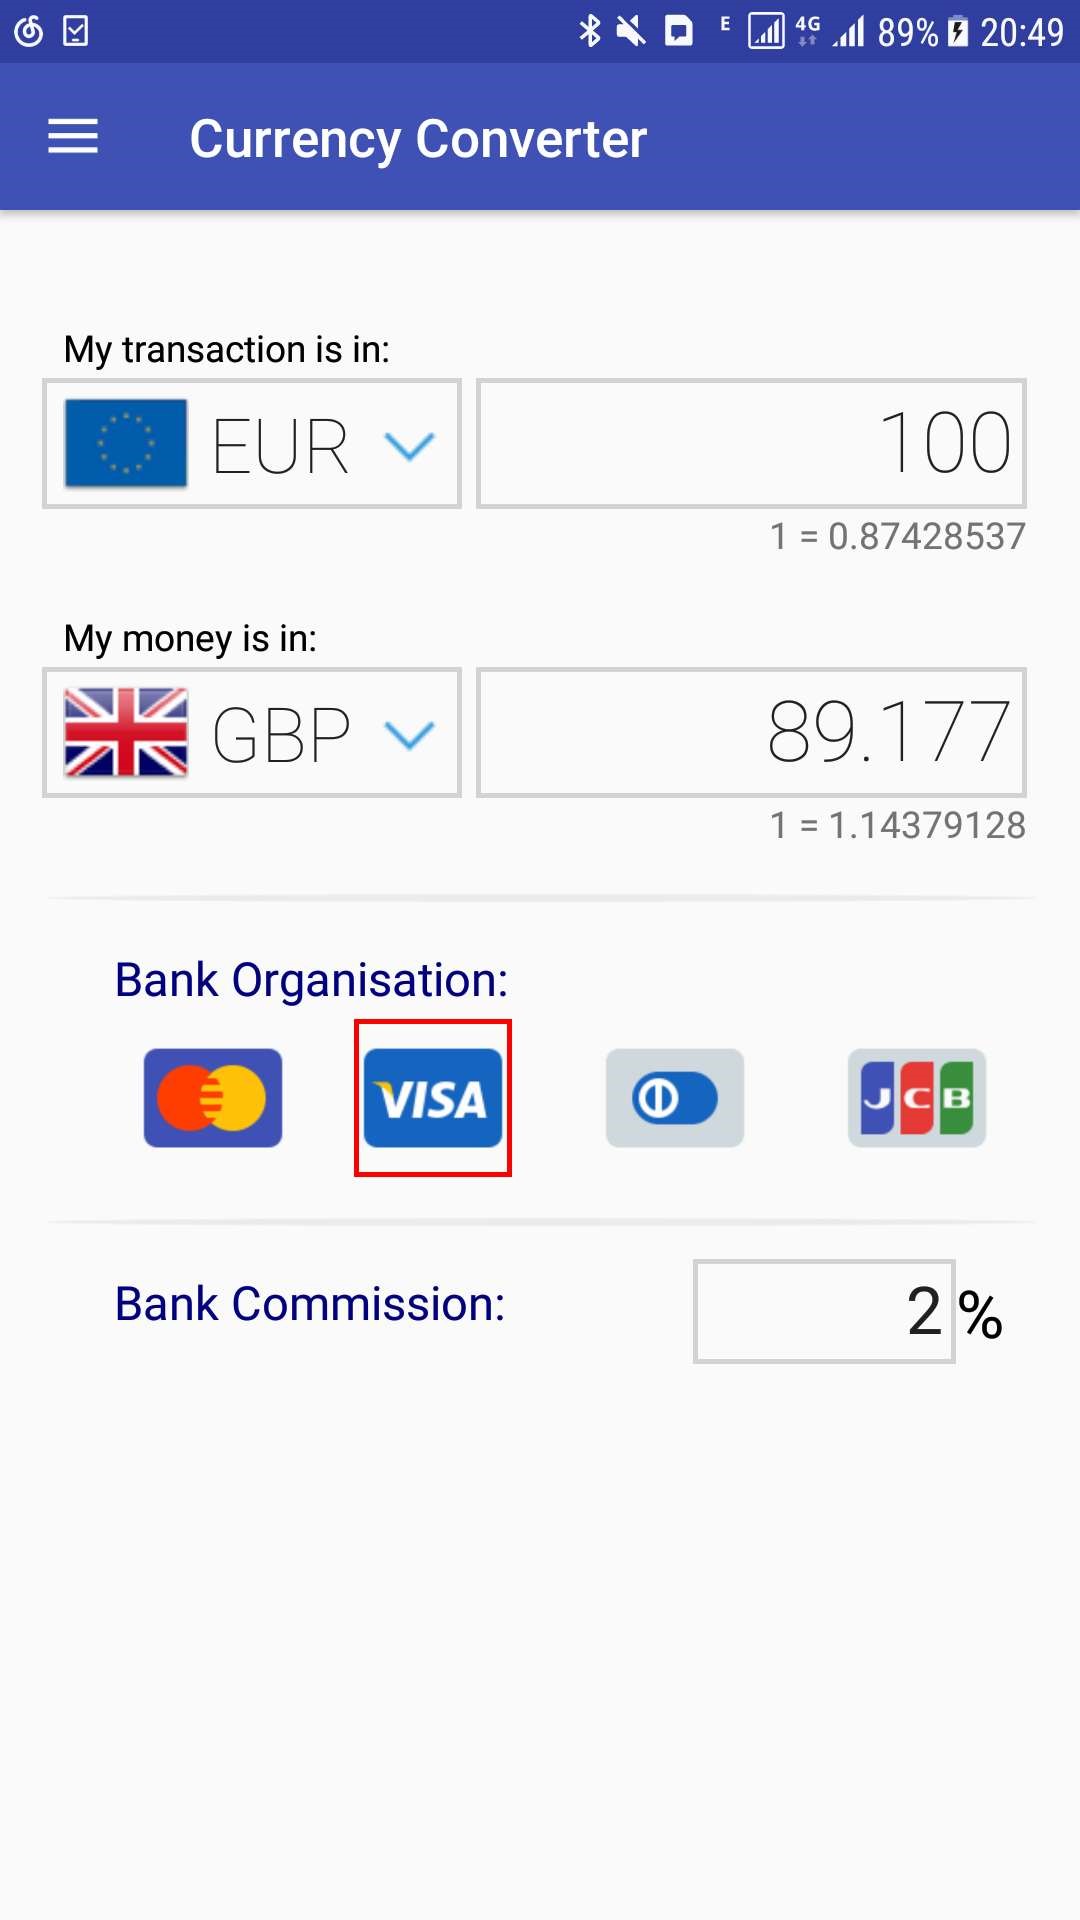 E 4G 89% 20:49
Currency Converter
My transaction is in:
EUR 100
1 = 0.87428537
My money is in:
GBP 89.177
1 = 1.14379128
Bank Organisation:
VISA JCB
Bank Commission: 2 %